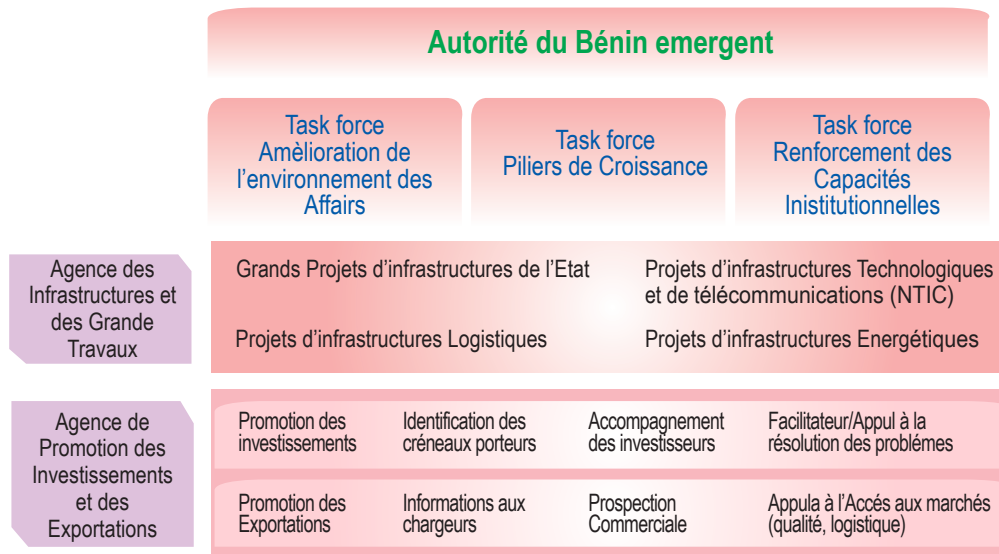 Autorité du Bénin emergent
Task force
Amèlioration de
l'environnement des
Affairs
Task force
Piliers de Croissance
Task force
Renforcement des
Capacités
Inistitutionnelles
Agence des
Infrastructures et
des Grande
Travaux
Grands Projets d'infrastructures de l'Etat
Projets d'infrastructures Technologiques
et de télécommunications (NTIC)
Projets d'infrastructures Logistiques
Projets d'infrastructures Energétiques
Agence de
Promotion des
Investissements
et des
Exportations
Promotion des
investissements
Identification des
créneaux porteurs
Accompagnement
des investisseurs
Facilitateur/Appul à la
résolution des problémes
Promotion des
Exportations
Informations aux
chargeurs
Prospection
Commerciale
Appula à l'Accés aux marchés
(qualité, logistique)